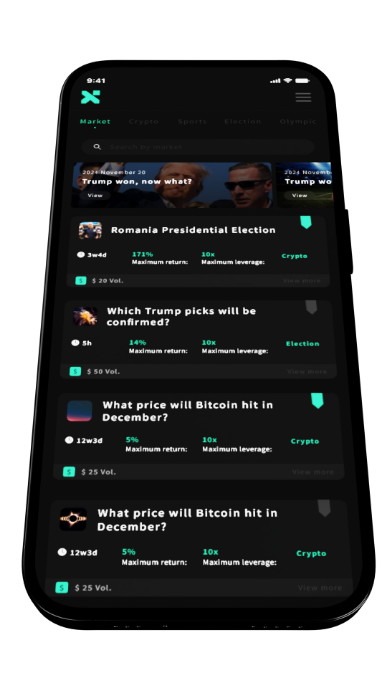 9:41
Market Crypto Sports Election Olympic
Search by market
2024 November 20
Trump won, now what?
View
2024 Novemb
Trump wo
View
Romania Presidential Election
3w4d
171%
Maximum return:
10x
Maximum leverage:
Crypto
$ $ 20 Vol.
View more
Which Trump picks will be
confirmed?
5h
14%
Maximum return:
10x
Maximum leverage:
Election
$ $ 50 Vol.
View more
What price will Bitcoin hit in
December?
12w3d
5%
Maximum return:
10x
Maximum leverage:
Crypto
$ $ 25 Vol.
View more
What price will Bitcoin hit in
December?
12w3d
5%
Maximum return:
10x
Maximum leverage:
Crypto
$ $ 25 Vol.
View more